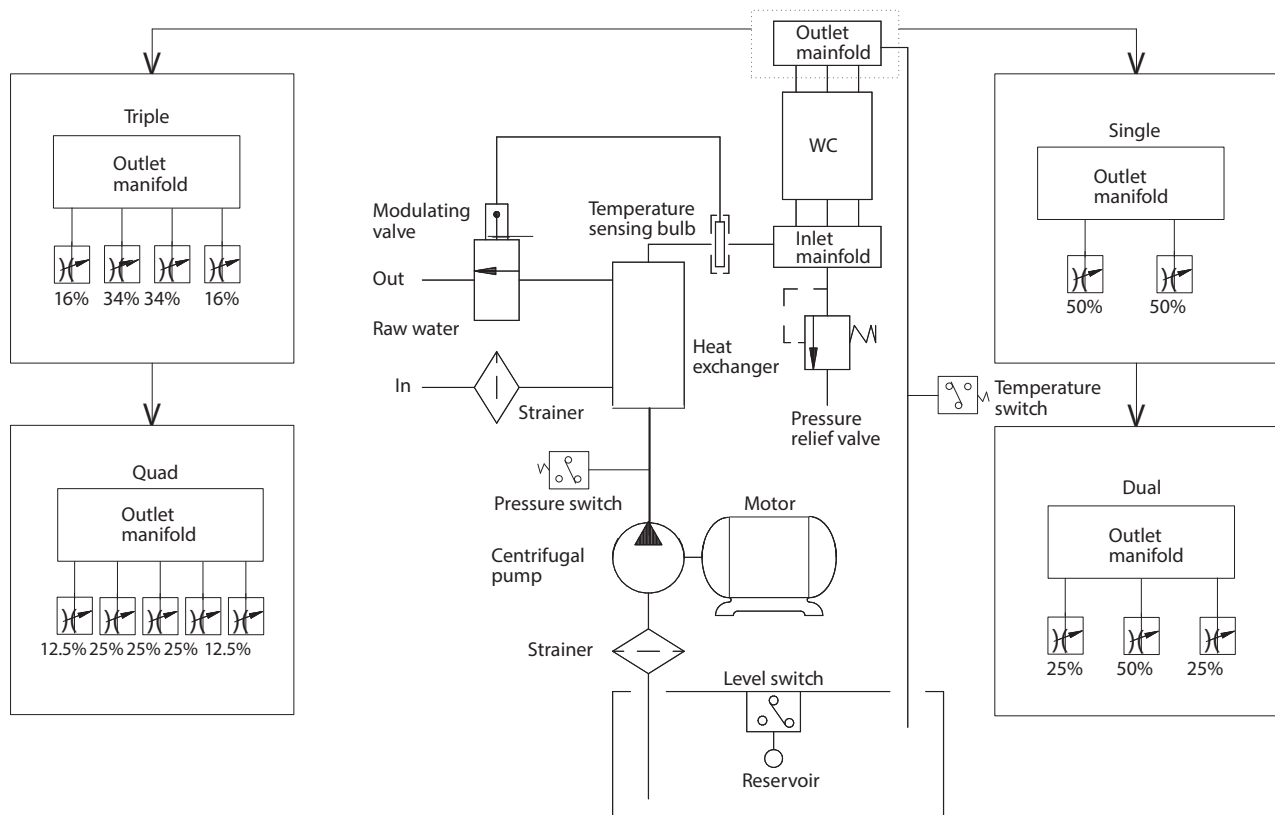 Outlet
mainfold
Triple
Outlet
manifold
16%
34%
34%
16%
Single
Outlet
manifold
50%
50%
WC
Modulating
valve
Temperature
sensing bulb
Inlet
mainfold
Out
Raw water
In
Strainer
Heat
exchanger
Pressure
relief valve
Temperature
switch
Quad
Outlet
manifold
12.5%
25%
25%
25%
12.5%
Pressure switch
Motor
Centrifugal
pump
Strainer
Level switch
Reservoir
Dual
Outlet
manifold
25%
50%
25%